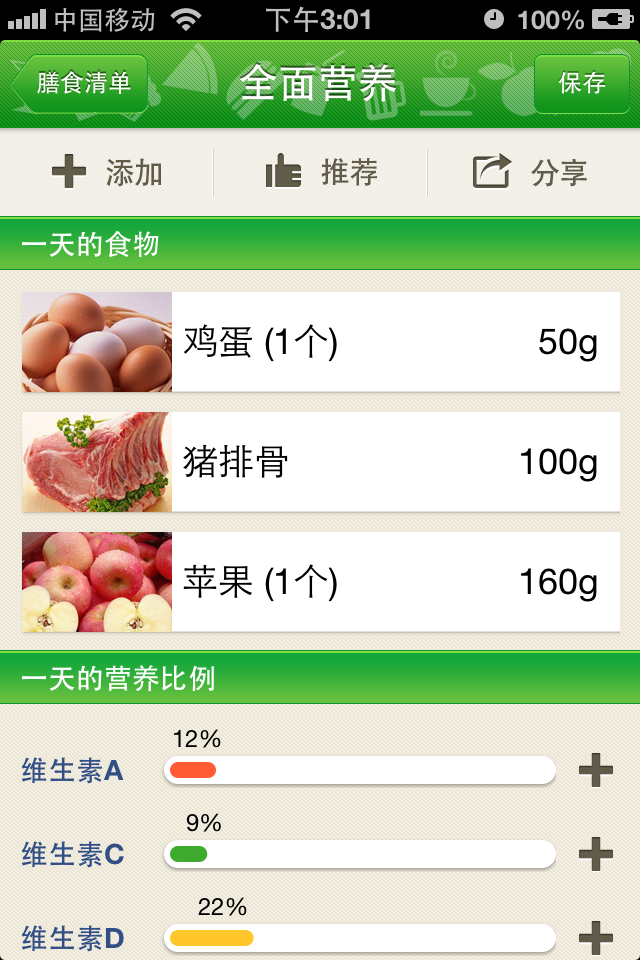 中国移动 下午3:01 100%
膳食清单 全面营养 保存
添加 推荐 分享
一天的食物
鸡蛋 (1个) 50g
猪排骨 100g
苹果 (1个) 160g
一天的营养比例
12%
维生素A
9%
维生素C
22%
维生素D